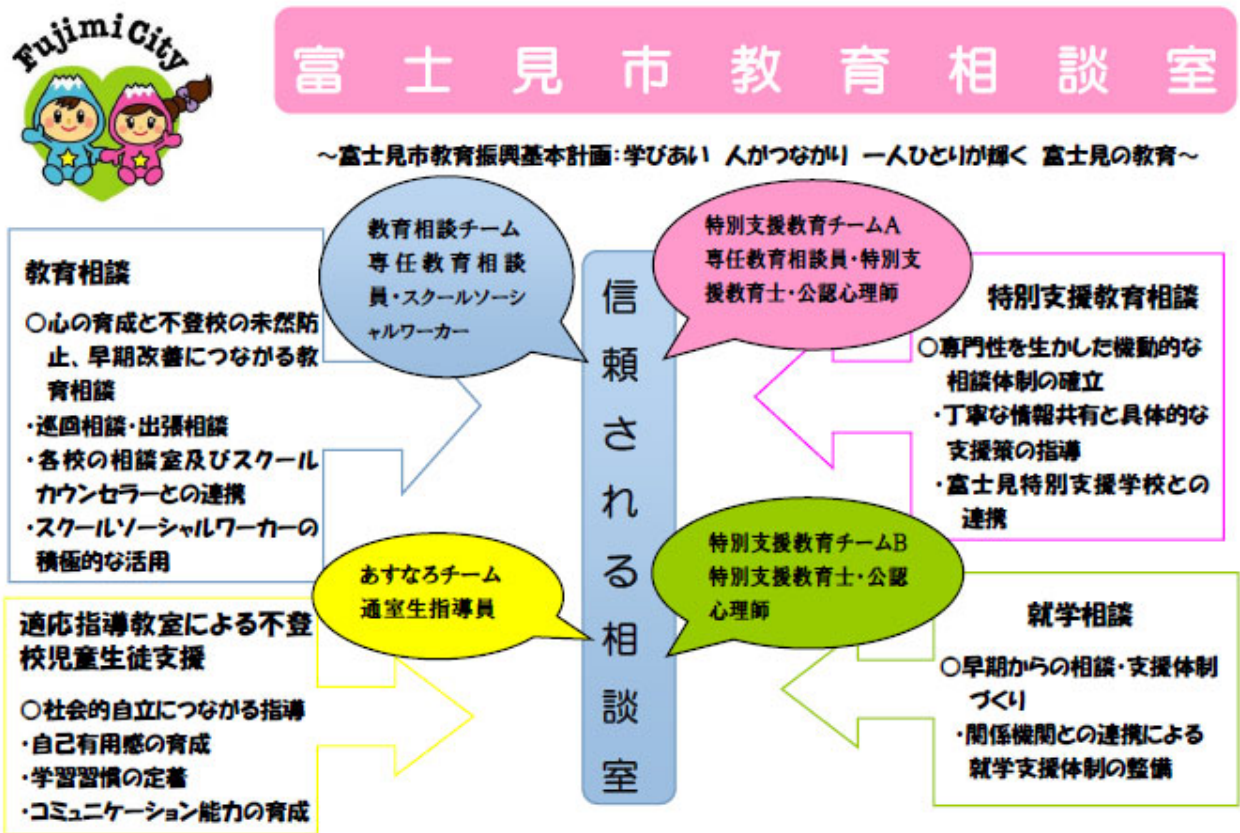 Fujimi City
富士見市教育相談室
～富士見市教育振興基本計画：学びあい 人がつながり 一人ひとりが輝く 富士見の教育～
教育相談チーム
専任教育相談
員・スクールソーシ
ャルワーカー
特別支援教育チームA
専任教育相談員・特別支
援教育士・公認心理師
教育相談
○心の育成と不登校の未然防
止、早期改善につながる教
育相談
・巡回相談・出張相談
・各校の相談室及びスクール
カウンセラーとの連携
・スクールソーシャルワーカーの
積極的な活用
信頼される相談室
特別支援教育相談
○専門性を生かした機動的な
相談体制の確立
・丁寧な情報共有と具体的な
支援策の指導
・富士見特別支援学校との
連携
あすなろチーム
通室生指導員
特別支援教育チームB
特別支援教育士・公認
心理師
適応指導教室による不登
校児童生徒支援
○社会的自立につながる指導
・自己有用感の育成
・学習習慣の定着
・コミュニケーション能力の育成
就学相談
○早期からの相談・支援体制
づくり
・関係機関との連携による
就学支援体制の整備